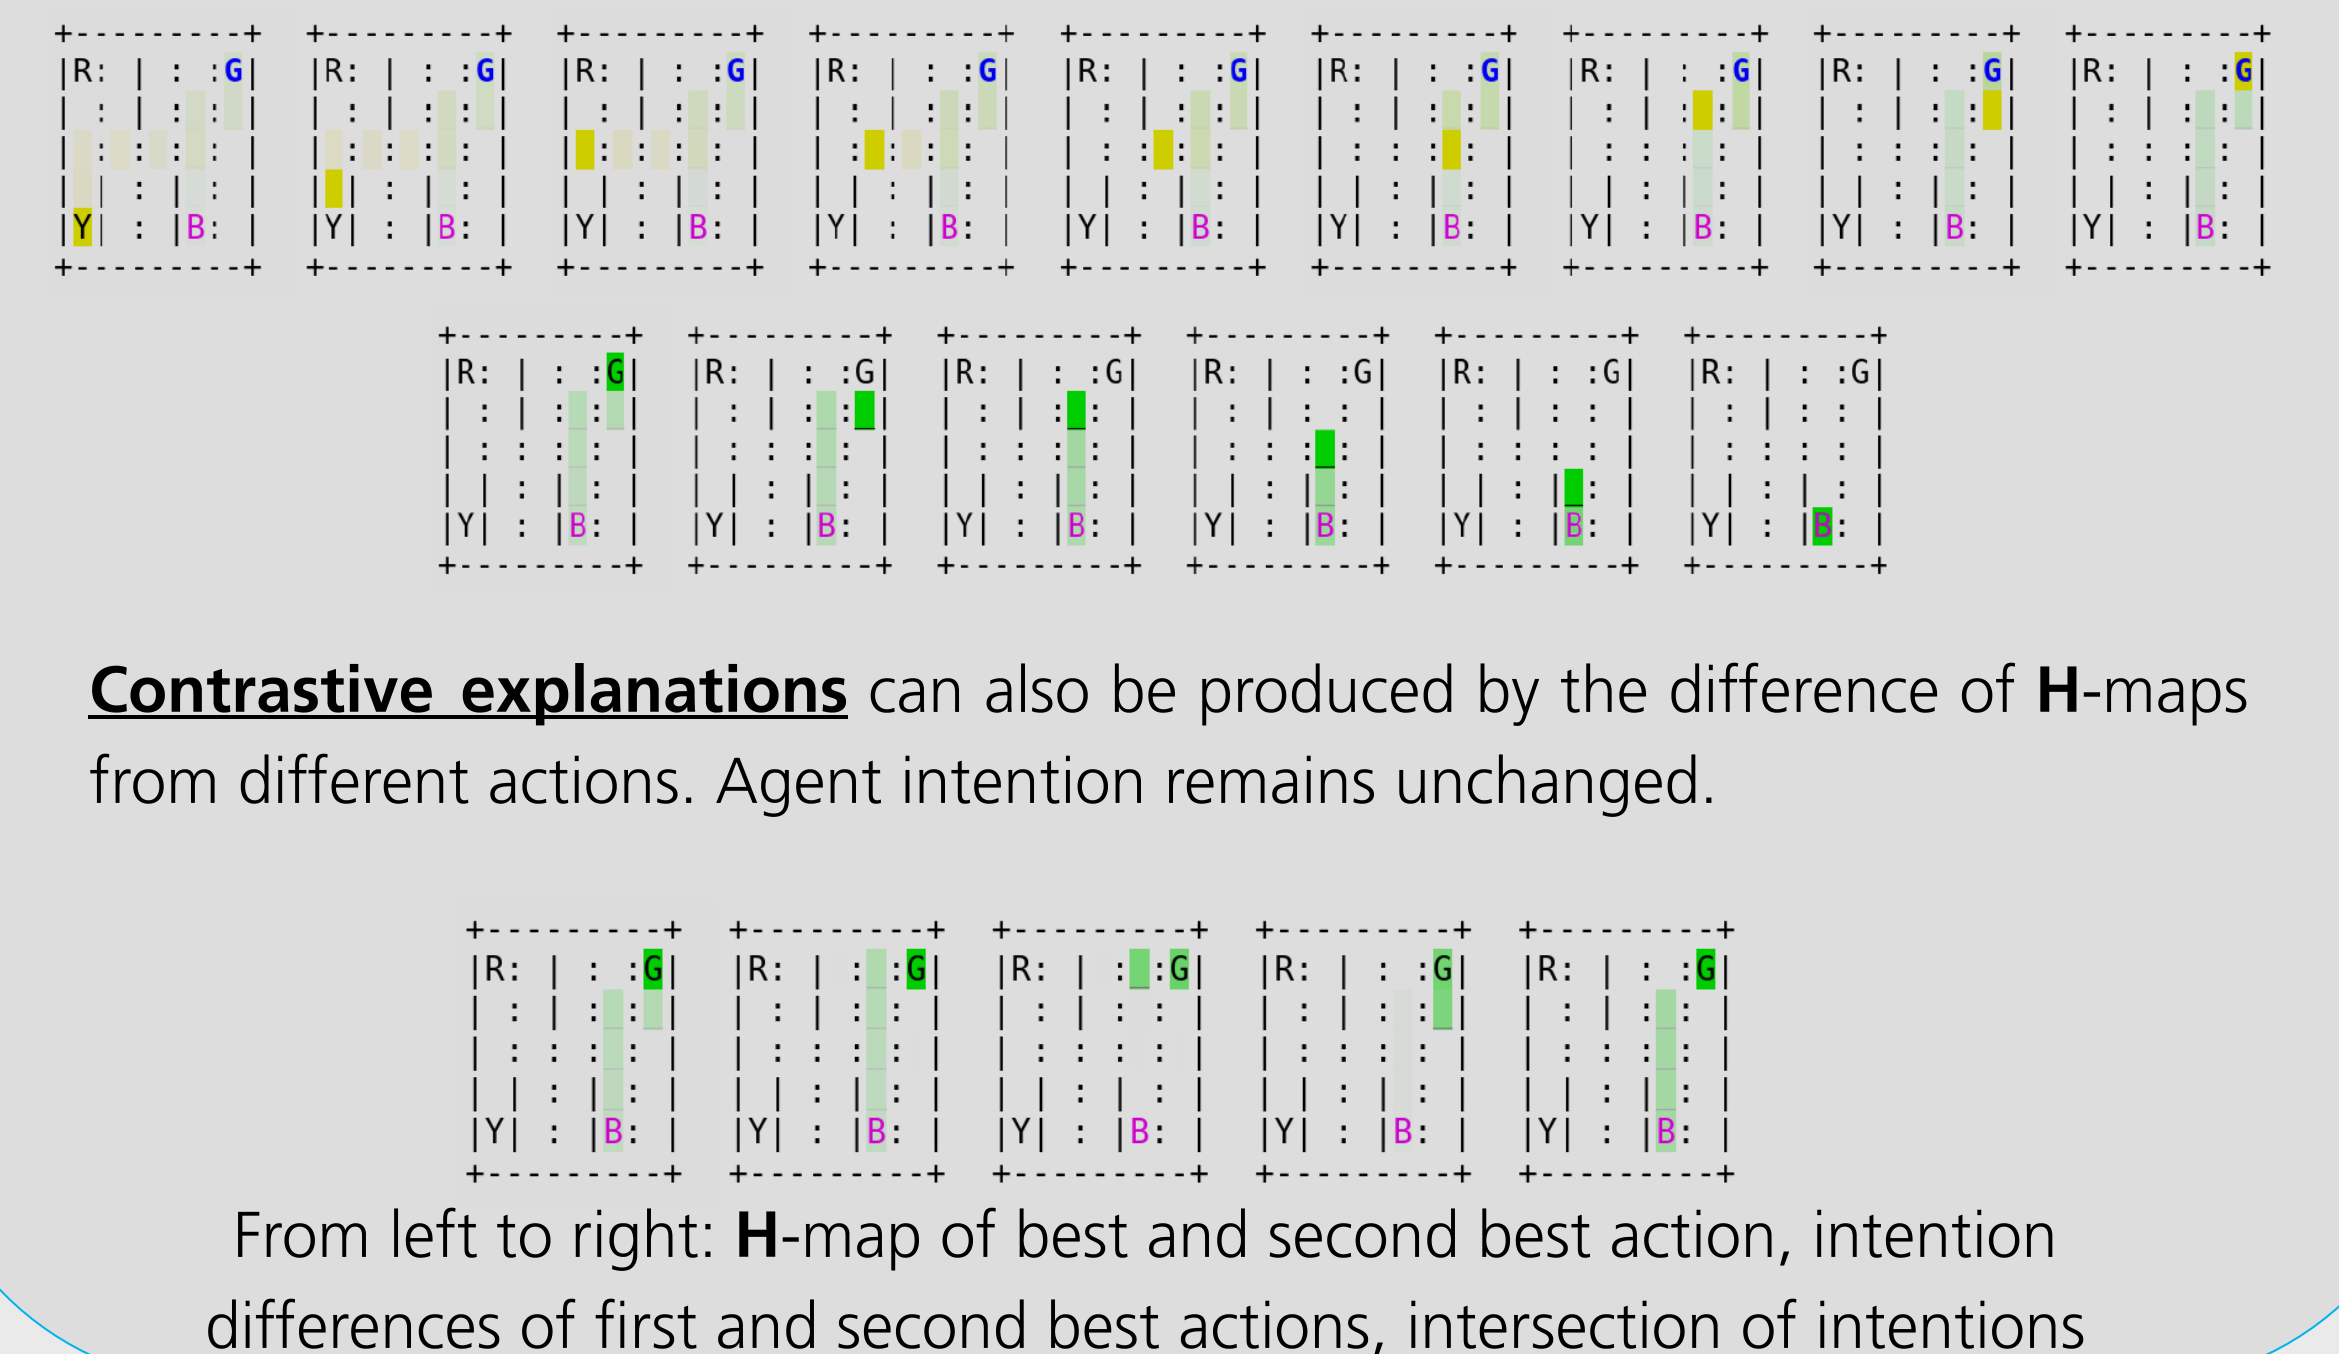 +---------+ +---------+ +---------+ +---------+ +---------+ +---------+ +---------+ +---------+ +---------+
|R: | : :G| |R: | : :G| |R: | : :G| |R: | : :G| |R: | : :G| |R: | : :G| |R: | : :G| |R: | : :G| |R: | : :G|
| : | : : | | : | : : | | : | : : | | : | : : | | : | : : | | : | : : | | : | : : | | : | : : | | : | : : |
| : : : : | | : : : : | | : : : : | | : : : : | | : : : : | | : : : : | | : : : : | | : : : : | | : : : : |
| | : | : | | | : | : | | | : | : | | | : | : | | | : | : | | | : | : | | | : | : | | | : | : | | | : | : |
|Y| : |B: | |Y| : |B: | |Y| : |B: | |Y| : |B: | |Y| : |B: | |Y| : |B: | |Y| : |B: | |Y| : |B: | |Y| : |B: |
+---------+ +---------+ +---------+ +---------+ +---------+ +---------+ +---------+ +---------+ +---------+
+---------+ +---------+ +---------+ +---------+ +---------+ +---------+
|R: | : :G| |R: | : :G| |R: | : :G| |R: | : :G| |R: | : :G| |R: | : :G|
| : | : : | | : | : : | | : | : : | | : | : : | | : | : : | | : | : : |
| : : : : | | : : : : | | : : : : | | : : : : | | : : : : | | : : : : |
| | : | : | | | : | : | | | : | : | | | : | : | | | : | : | | | : | : |
|Y| : |B: | |Y| : |B: | |Y| : |B: | |Y| : |B: | |Y| : |B: | |Y| : |B: |
+---------+ +---------+ +---------+ +---------+ +---------+ +---------+
Contrastive explanations can also be produced by the difference of H-maps
from different actions. Agent intention remains unchanged.
+---------+ +---------+ +---------+ +---------+ +---------+
|R: | : :G| |R: | : :G| |R: | : :G| |R: | : :G| |R: | : :G|
| : | : : | | : | : : | | : | : : | | : | : : | | : | : : |
| : : : : | | : : : : | | : : : : | | : : : : | | : : : : |
| | : | : | | | : | : | | | : | : | | | : | : | | | : | : |
|Y| : |B: | |Y| : |B: | |Y| : |B: | |Y| : |B: | |Y| : |B: |
+---------+ +---------+ +---------+ +---------+ +---------+
From left to right: H-map of best and second best action, intention
differences of first and second best actions, intersection of intentions